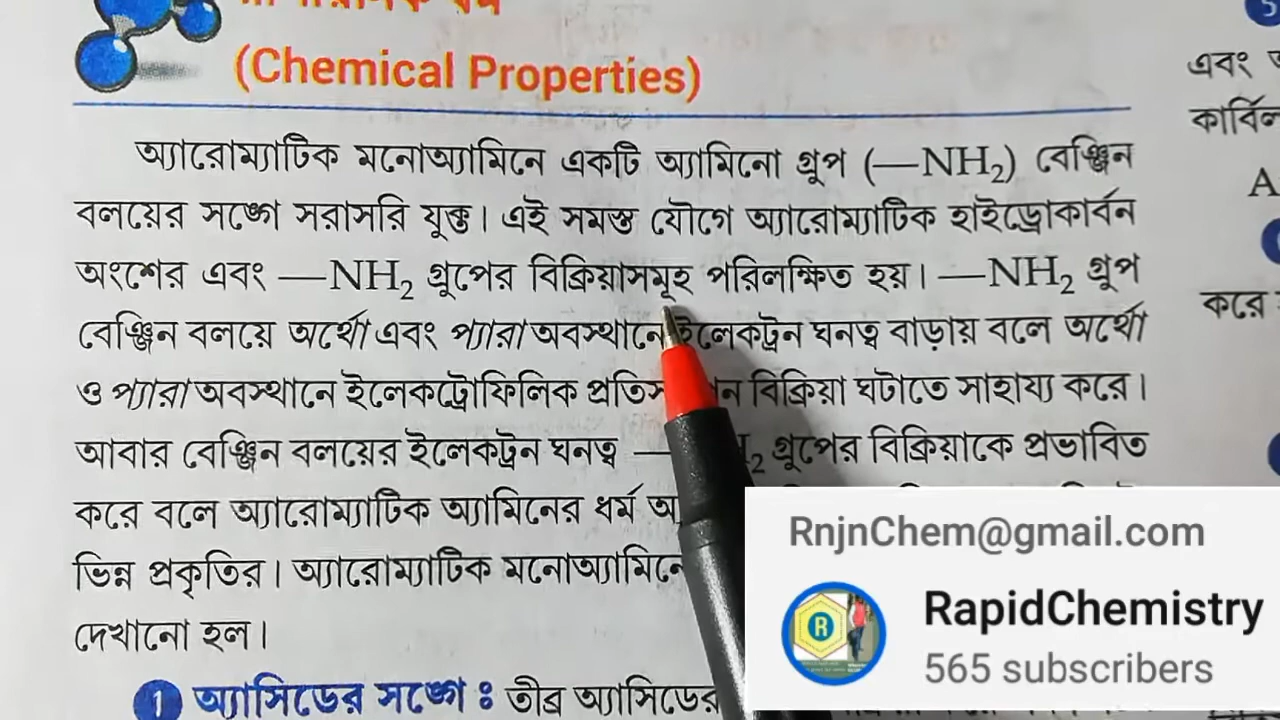 (Chemical Properties)
অ্যারোম্যাটিক মনোঅ্যামিনে একটি অ্যামিনো গ্রুপ (—NH₂) বেঞ্জিন
বলয়ের সঙ্গে সরাসরি যুক্ত। এই সমস্ত যৌগে অ্যারোম্যাটিক হাইড্রোকার্বন
অংশের এবং —NH₂ গ্রুপের বিক্রিয়াসমূহ পরিলক্ষিত হয়। —NH₂ গ্রুপ
বেঞ্জিন বলয়ে অর্থো এবং প্যারা অবস্থানে ইলেকট্রন ঘনত্ব বাড়ায় বলে অর্থো
ও প্যারা অবস্থানে ইলেকট্রোফিলিক বিক্রিয়া ঘটাতে সাহায্য করে।
আবার বেঞ্জিন বলয়ের ইলেকট্রন ঘনত্ব — গ্রুপের বিক্রিয়াকে প্রভাবিত
করে বলে অ্যারোম্যাটিক অ্যামিনের ধর্ম
ভিন্ন প্রকৃতির। অ্যারোম্যাটিক মনোঅ্যামিনে
দেখানো হল।
1 অ্যাসিডের সঙ্গে : তীব্র অ্যাসিডের
এবং
A
করে
RnjnChem@gmail.com
R
RapidChemistry
565 subscribers